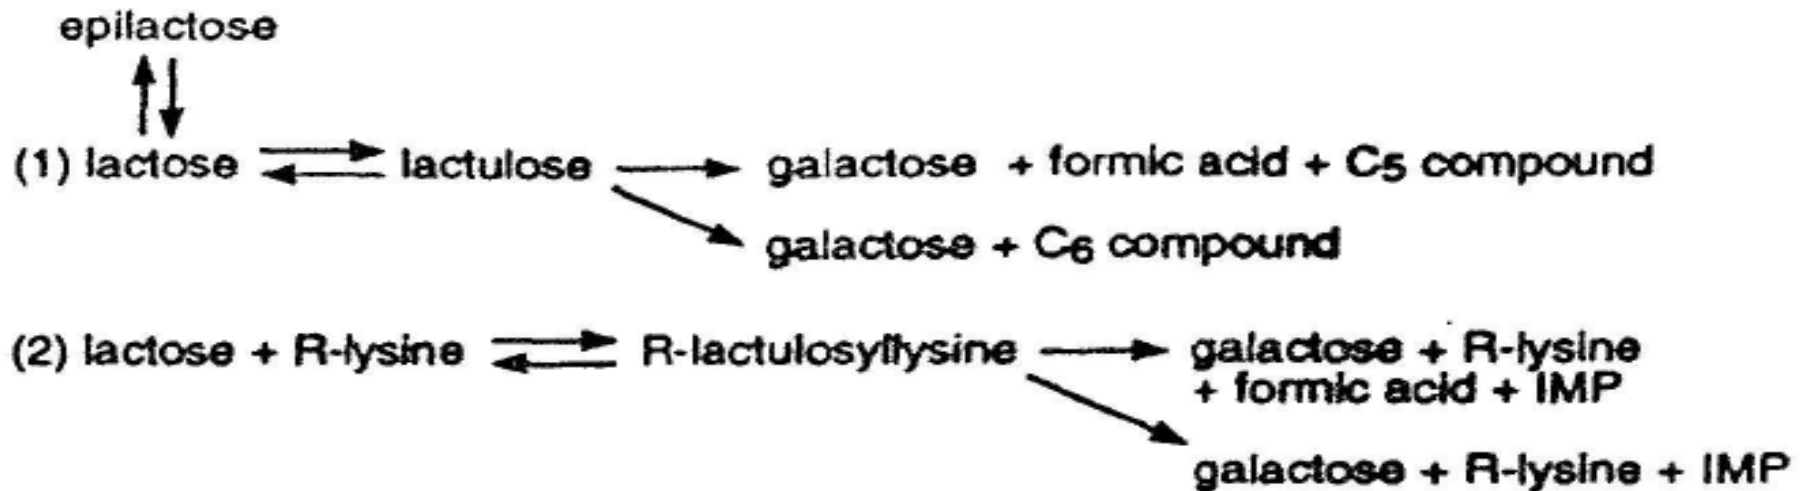 epilactose
(1) lactose lactulose galactose + formic acid + C5 compound
galactose + C6 compound
(2) lactose + R-lysine R-lactulosyllysine galactose + R-lysine
+ formic acid + IMP
galactose + R-lysine + IMP